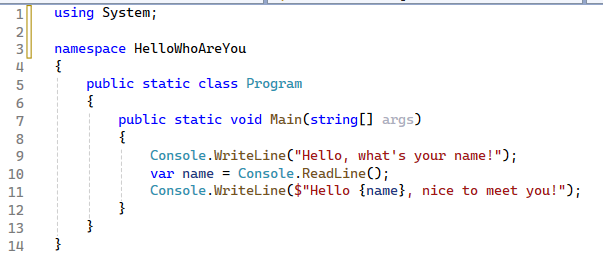 1 using System;
2
3 namespace HelloWhoAreYou
4 {
5     public static class Program
6     {
7         public static void Main(string[] args)
8         {
9             Console.WriteLine("Hello, what's your name!");
10             var name = Console.ReadLine();
11             Console.WriteLine($"Hello {name}, nice to meet you!");
12         }
13     }
14 }